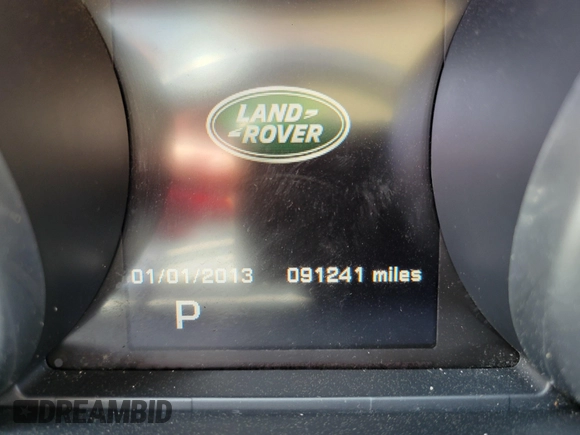 LAND
ROVER
01/01/2013 091241 miles
P
DREAMBID